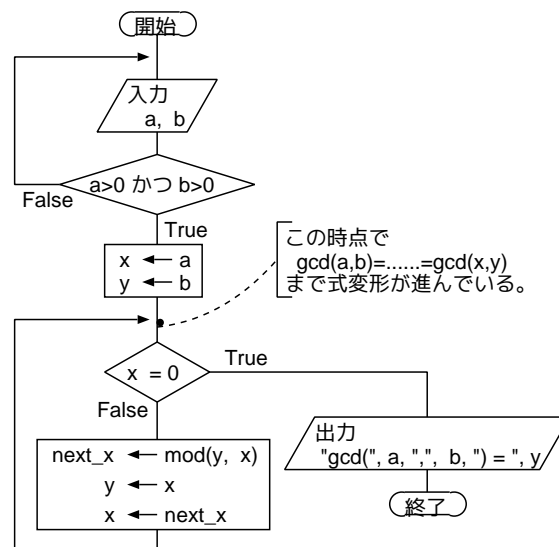 開始
入力
a, b
a>0 かつ b>0
False
True
x ← a
y ← b
この時点で
gcd(a,b)=......=gcd(x,y)
まで式変形が進んでいる。
x = 0
True
False
next_x ← mod(y, x)
y ← x
x ← next_x
出力
"gcd(", a, ",", b, ") = ", y
終了